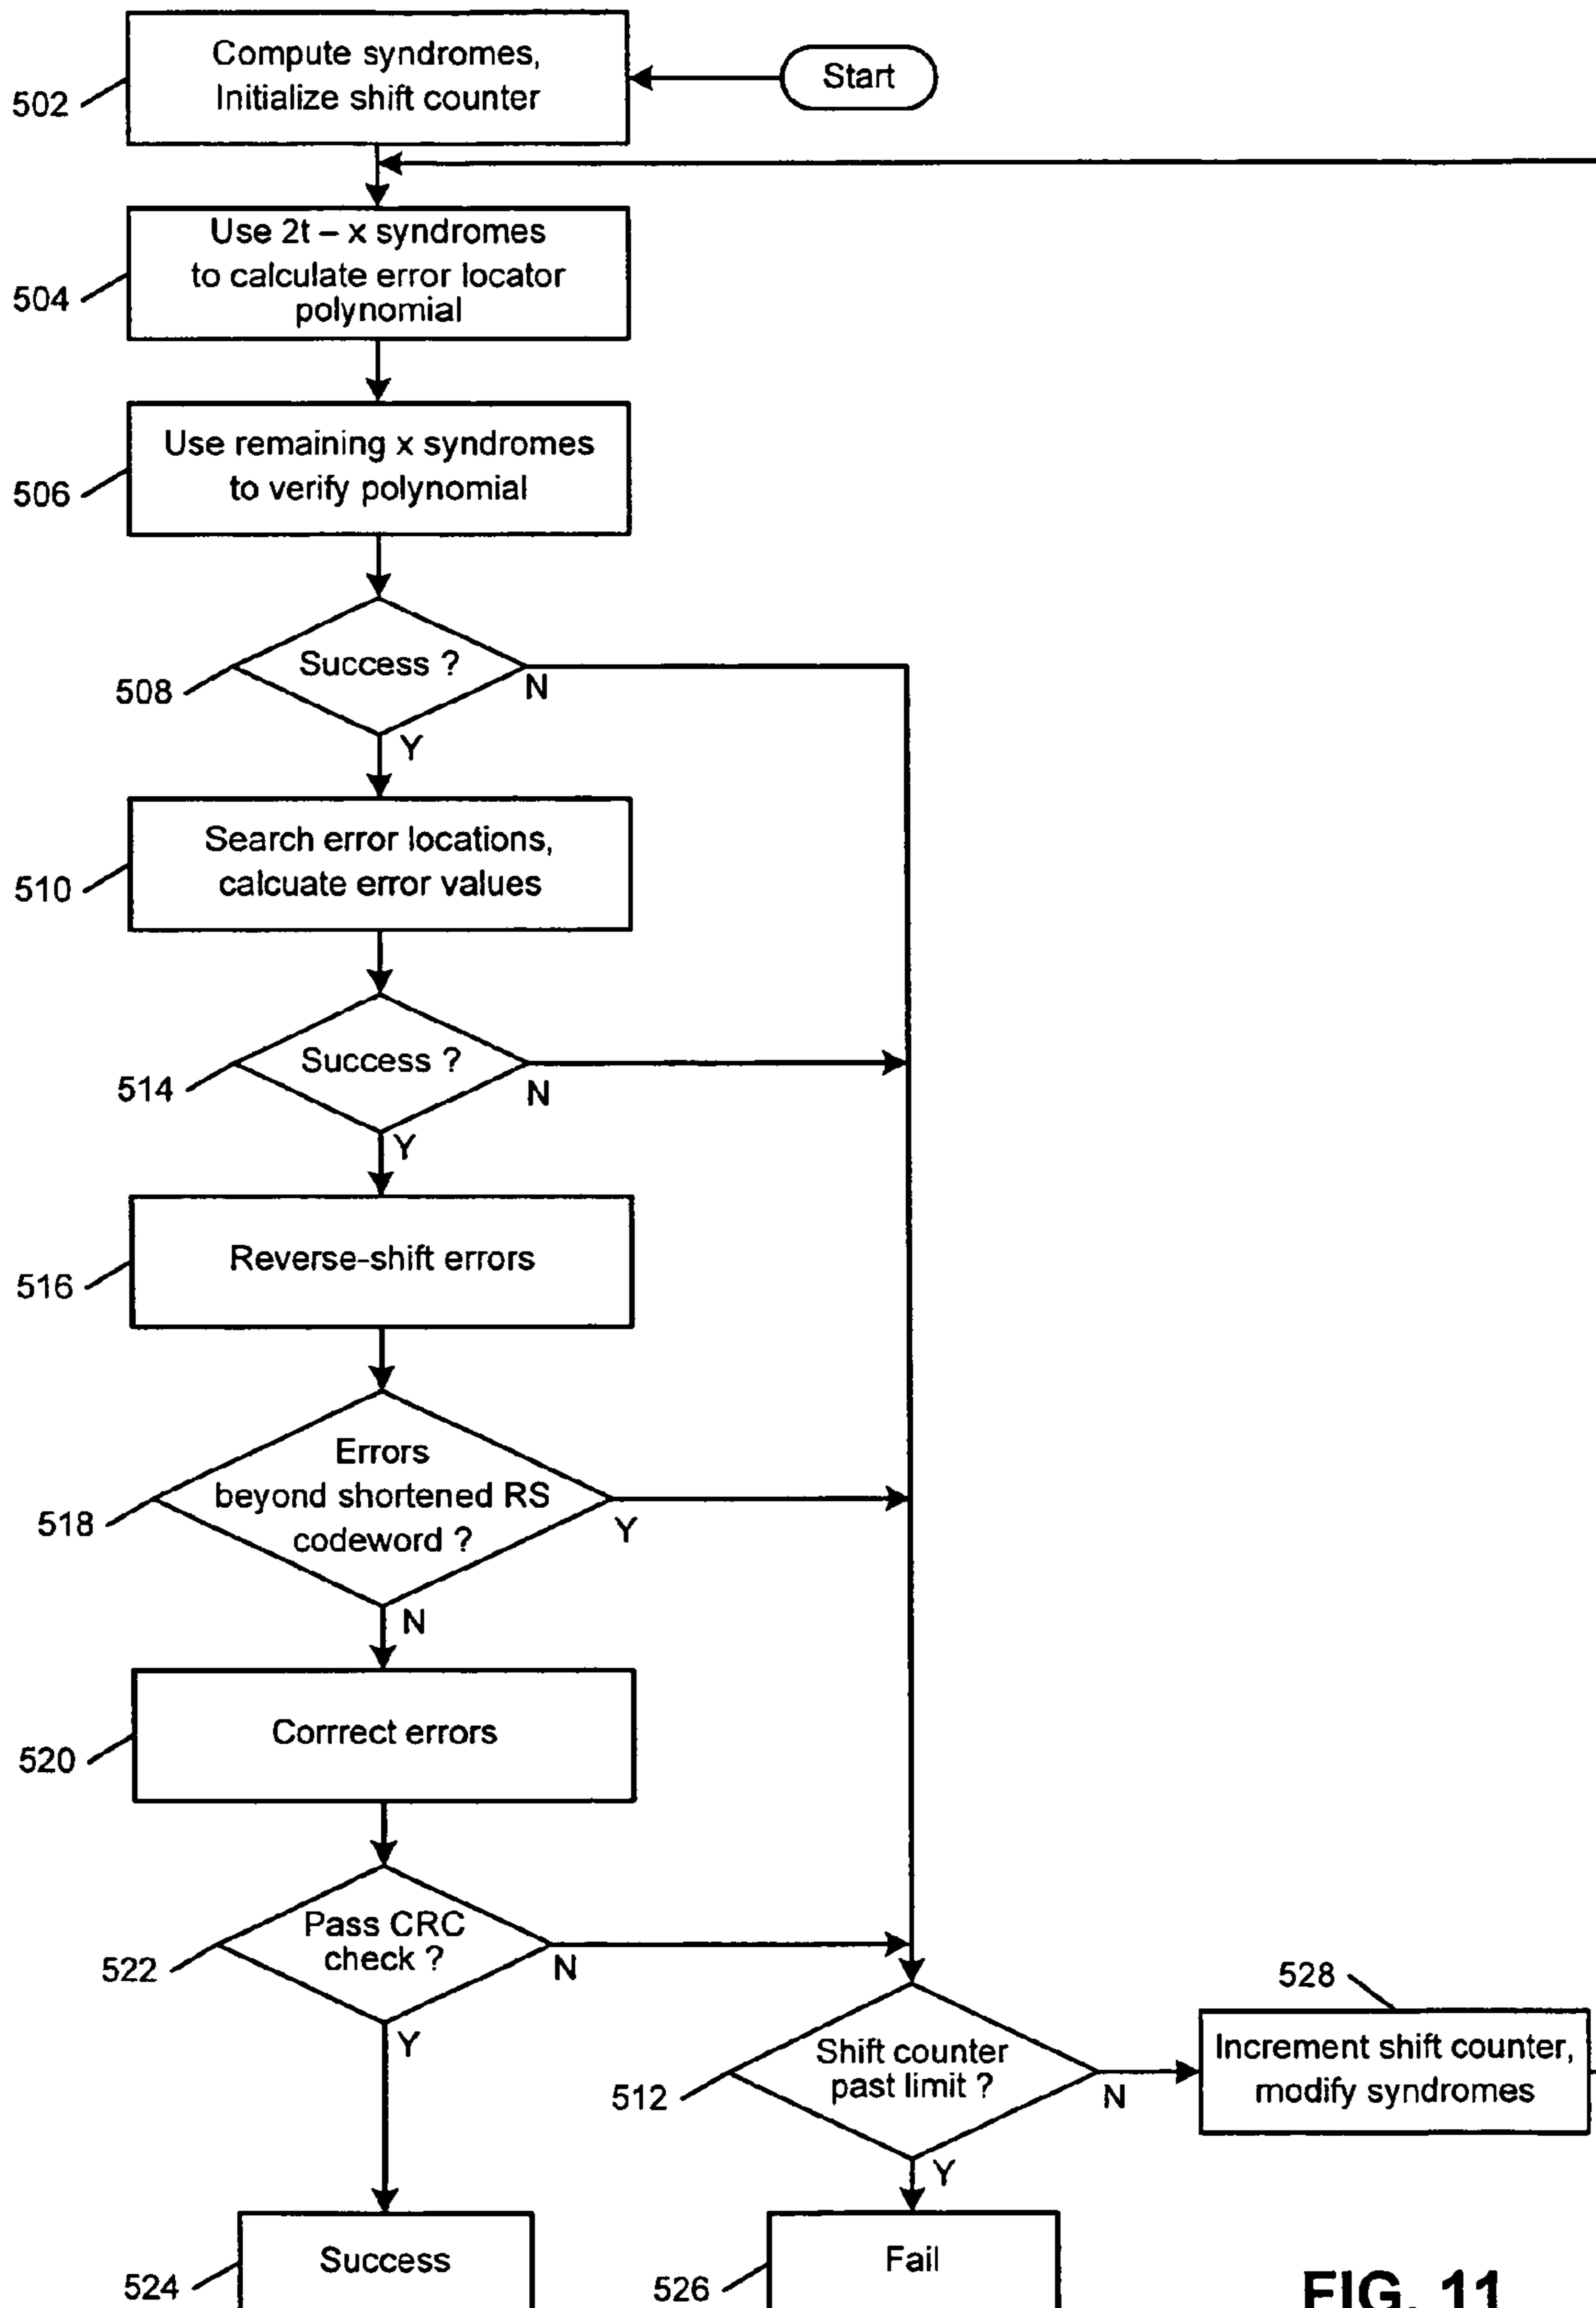 Compute syndromes,
Initialize shift counter
Start
502
Use 2t – x syndromes
to calculate error locator
polynomial
504
Use remaining x syndromes
to verify polynomial
506
Success ?
508
N
Y
Search error locations,
calcuate error values
510
Success ?
514
N
Y
Reverse-shift errors
516
Errors
beyond shortened RS
codeword ?
518
Y
N
Corrrect errors
520
Pass CRC
check ?
522
N
Y
528
Increment shift counter,
modify syndromes
Shift counter
past limit ?
512
N
Y
Success
524
Fail
526
FIG. 11